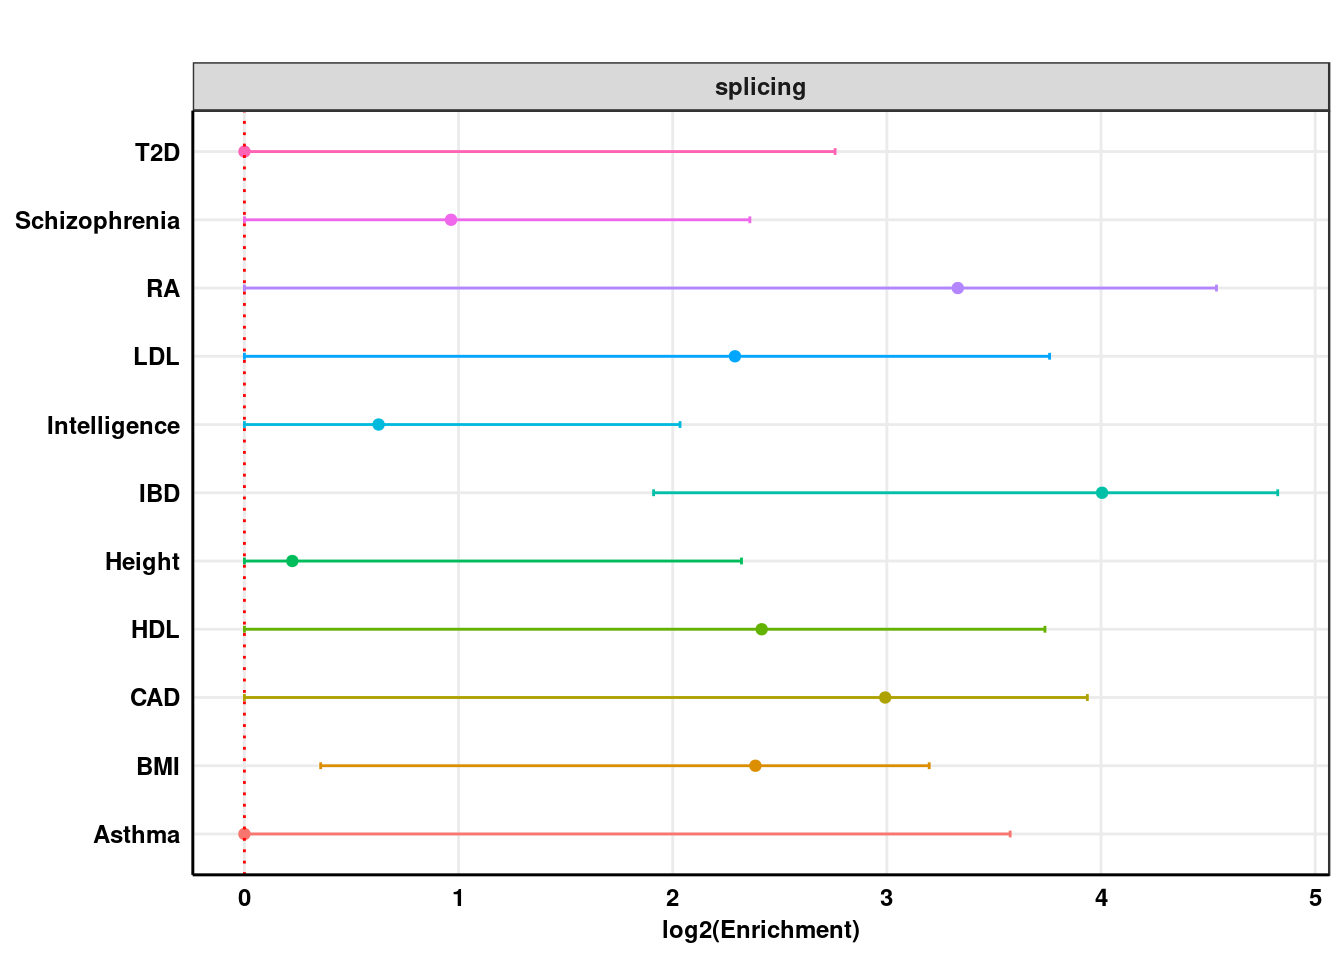 splicing
T2D
Schizophrenia
RA
LDL
Intelligence
IBD
Height
HDL
CAD
BMI
Asthma
0 1 2 3 4 5
log2(Enrichment)